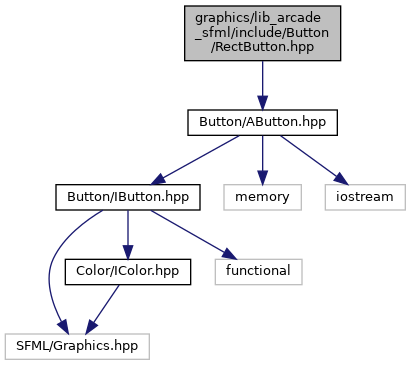 graphics/lib_arcade
_sfml/include/Button
/RectButton.hpp
Button/AButton.hpp
Button/IButton.hpp
memory
iostream
Color/IColor.hpp
functional
SFML/Graphics.hpp